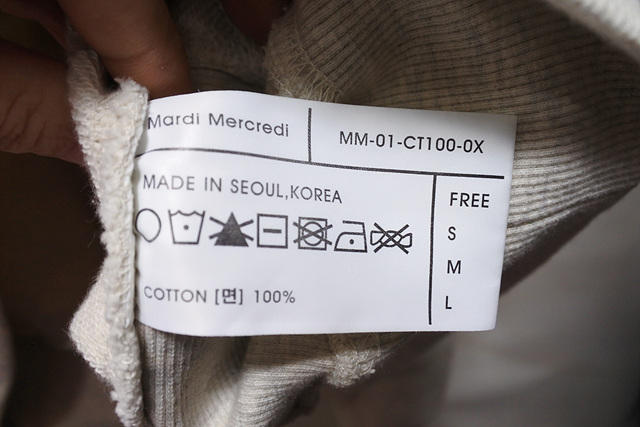 Mardi Mercredi
MM-01-CT100-0X
MADE IN SEOUL,KOREA
COTTON [면] 100%
FREE
S
M
L